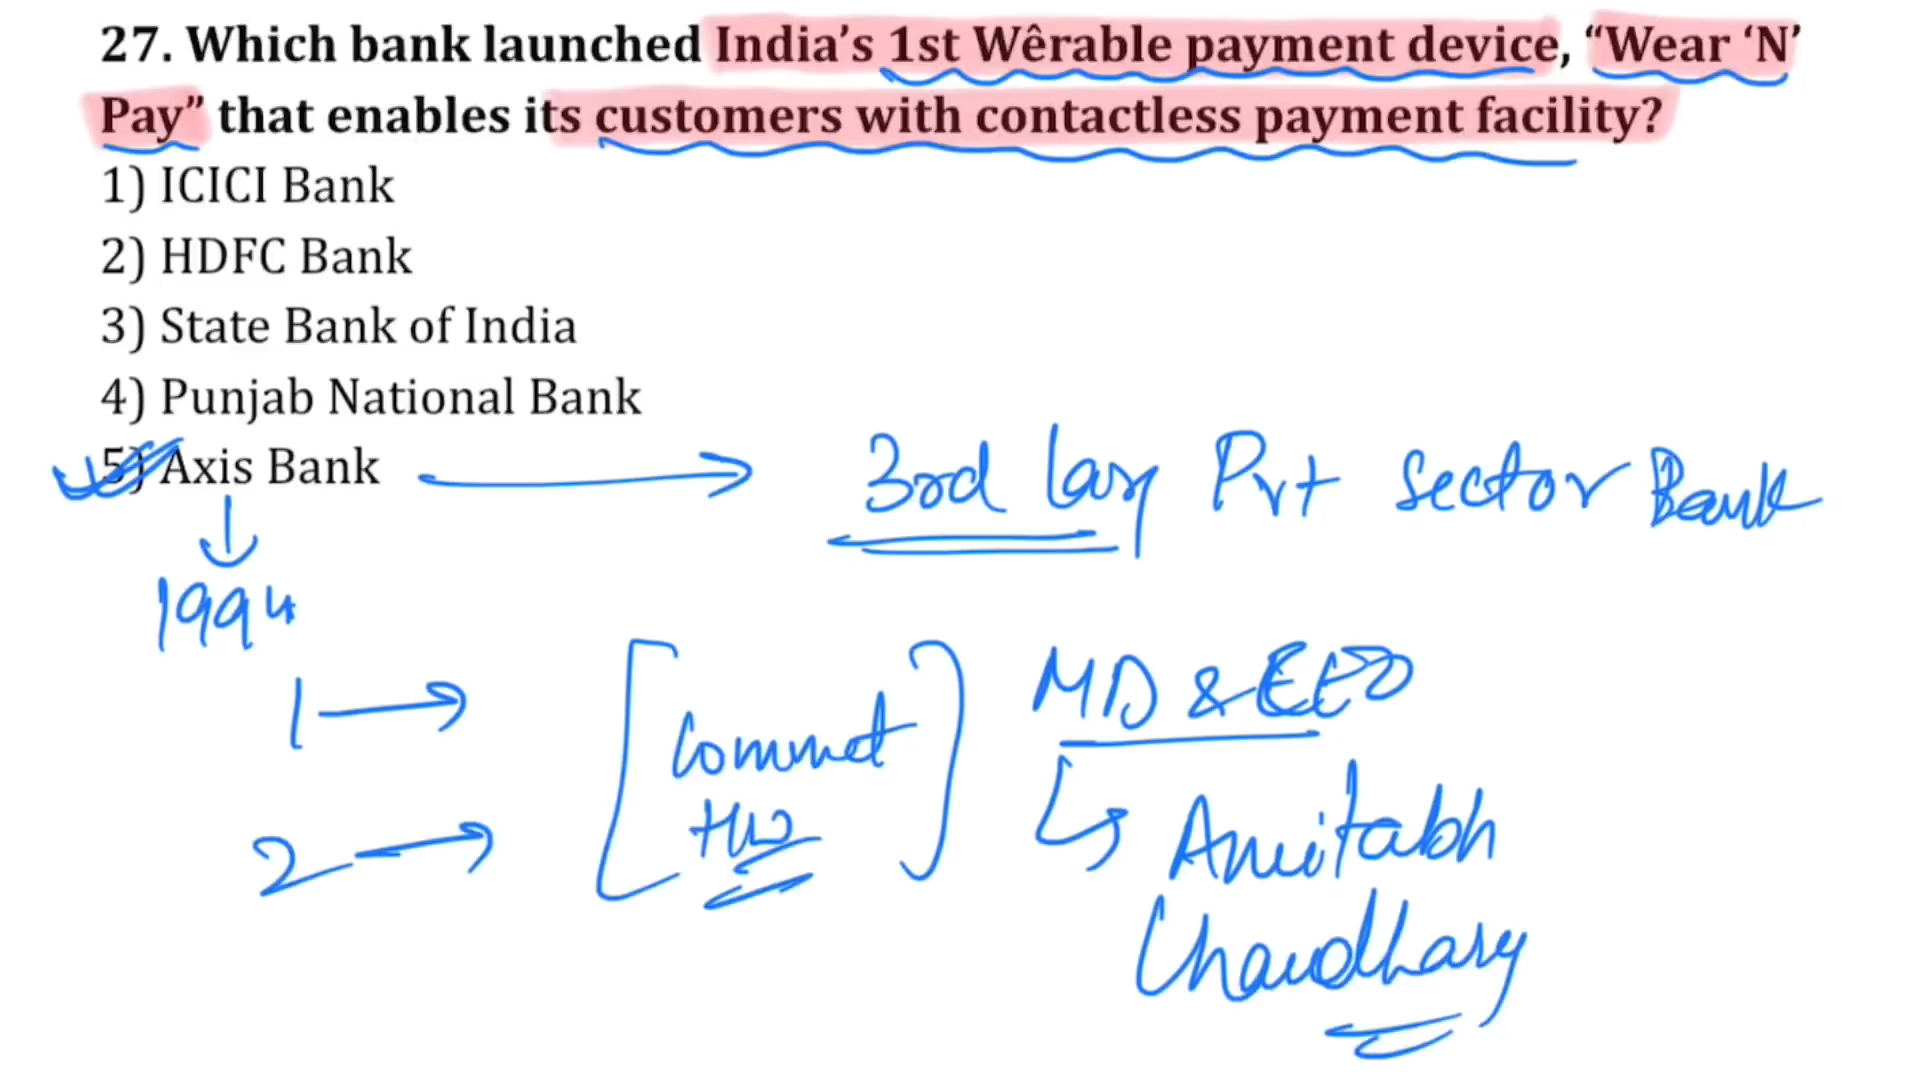 27. Which bank launched India’s 1st Wêrable payment device, “Wear ‘N’
Pay” that enables its customers with contactless payment facility?
1) ICICI Bank
2) HDFC Bank
3) State Bank of India
4) Punjab National Bank
5) Axis Bank
3rd Pvt Sector Bank
1994
1
MD & CEO
Commet
2
HW
Amitabh
Chaudhary